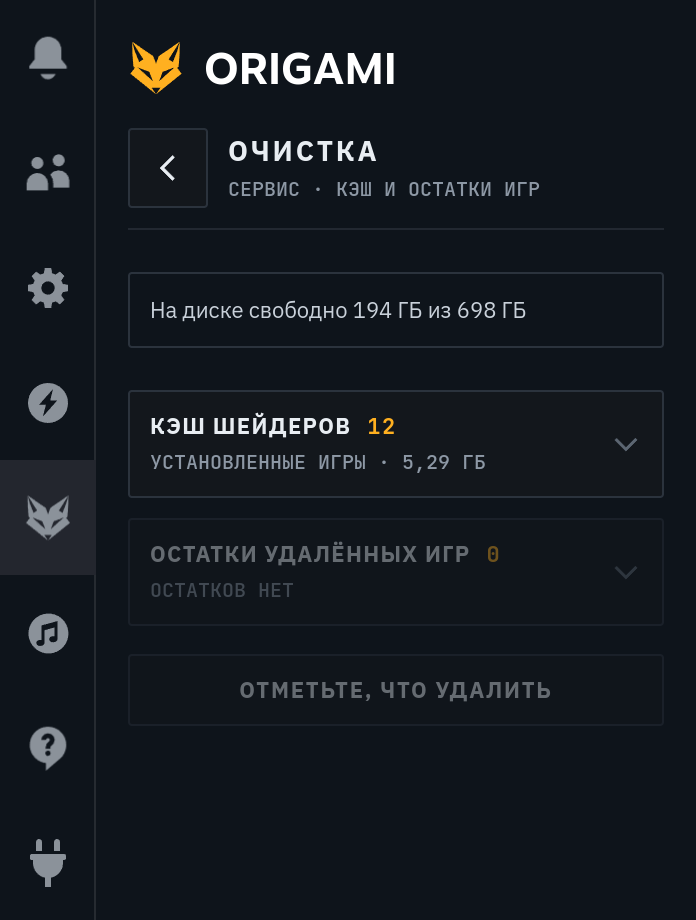 ORIGAMI
ОЧИСТКА
СЕРВИС · КЭШ И ОСТАТКИ ИГР
На диске свободно 194 ГБ из 698 ГБ
КЭШ ШЕЙДЕРОВ 12
УСТАНОВЛЕННЫЕ ИГРЫ · 5,29 ГБ
ОСТАТКИ УДАЛЁННЫХ ИГР 0
ОСТАТКОВ НЕТ
ОТМЕТЬТЕ, ЧТО УДАЛИТЬ